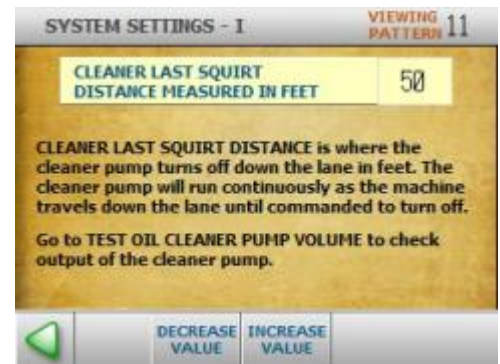 SYSTEM SETTINGS - I
VIEWING
PATTERN 11
CLEANER LAST SQUIRT
DISTANCE MEASURED IN FEET
50
CLEANER LAST SQUIRT DISTANCE is where the
cleaner pump turns off down the lane in feet. The
cleaner pump will run continuously as the machine
travels down the lane until commanded to turn off.
Go to TEST OIL CLEANER PUMP VOLUME to check
output of the cleaner pump.
DECREASE
VALUE
INCREASE
VALUE